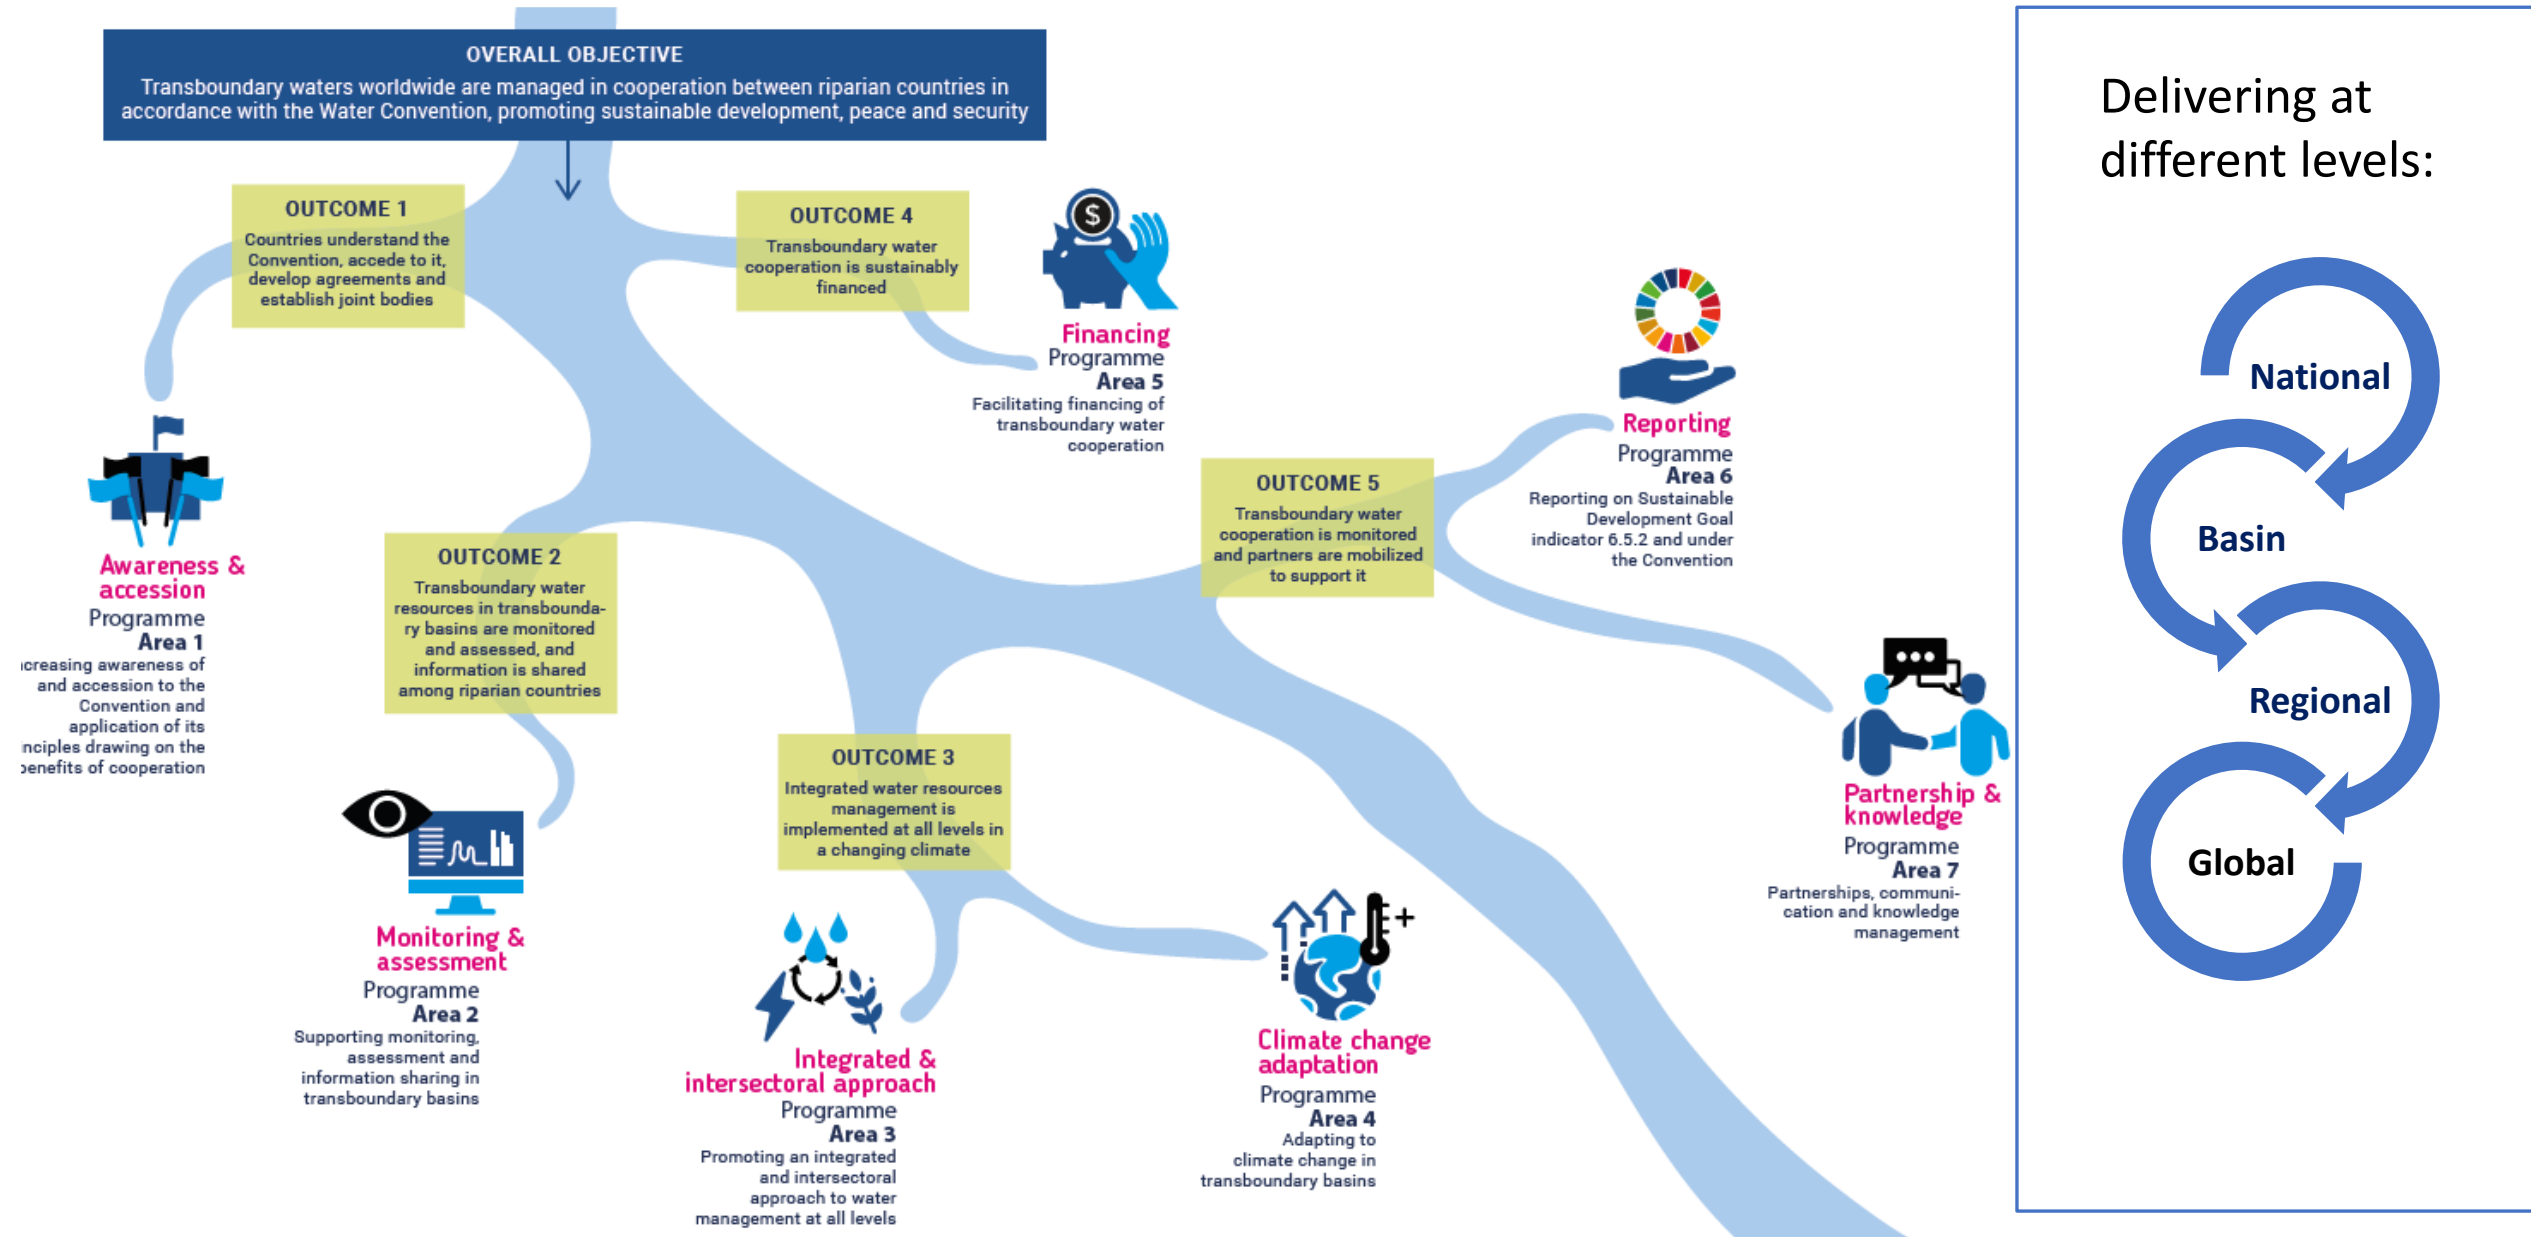 OVERALL OBJECTIVE
Transboundary waters worldwide are managed in cooperation between riparian countries in
accordance with the Water Convention, promoting sustainable development, peace and security
OUTCOME 1
Countries understand the
Convention, accede to it,
develop agreements and
establish joint bodies
OUTCOME 4
Transboundary water
cooperation is sustainably
financed
$
Financing
Programme
Area 5
Facilitating financing of
transboundary water
cooperation
Reporting
Programme
Area 6
Reporting on Sustainable
Development Goal
indicator 6.5.2 and under
the Convention
OUTCOME 5
Transboundary water
cooperation is monitored
and partners are mobilized
to support it
Awareness &
accession
Programme
Area 1
awareness of
and accession to the
Convention and
application of its
drawing on the
of cooperation
OUTCOME 2
Transboundary water
resources in transbounda-
ry basins are monitored
and assessed, and
information is shared
among riparian countries
Monitoring &
assessment
Programme
Area 2
Supporting monitoring,
assessment and
information sharing in
transboundary basins
OUTCOME 3
Integrated water resources
management is
implemented at all levels in
a changing climate
Integrated &
intersectoral approach
Programme
Area 3
Promoting an integrated
and intersectoral
approach to water
management at all levels
Climate change
adaptation
Programme
Area 4
Adapting to
climate change in
transboundary basins
Partnership &
knowledge
Programme
Area 7
Partnerships, communi-
cation and knowledge
management
Delivering at
different levels:
National
Basin
Regional
Global